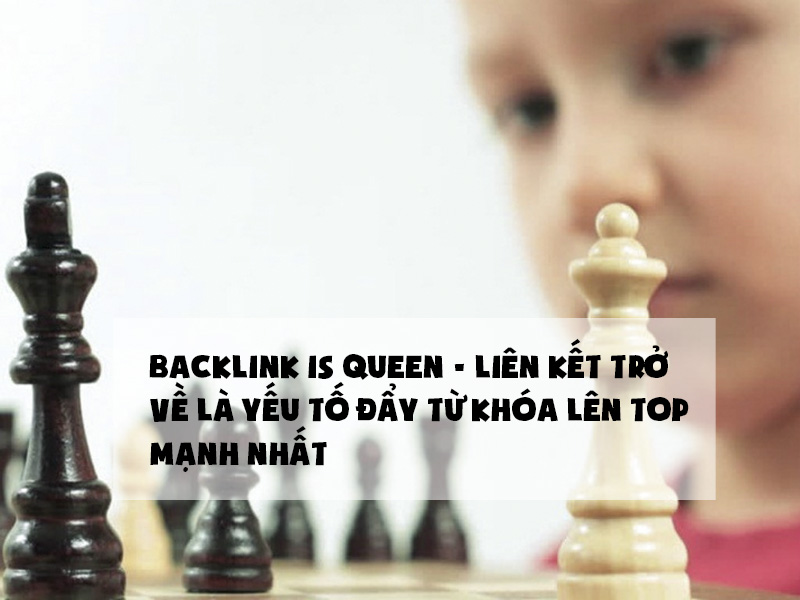 BACKLINK IS QUEEN - LIÊN KẾT TRỞ
VỀ LÀ YẾU TỐ ĐẨY TỪ KHÓA LÊN TOP
MẠNH NHẤT